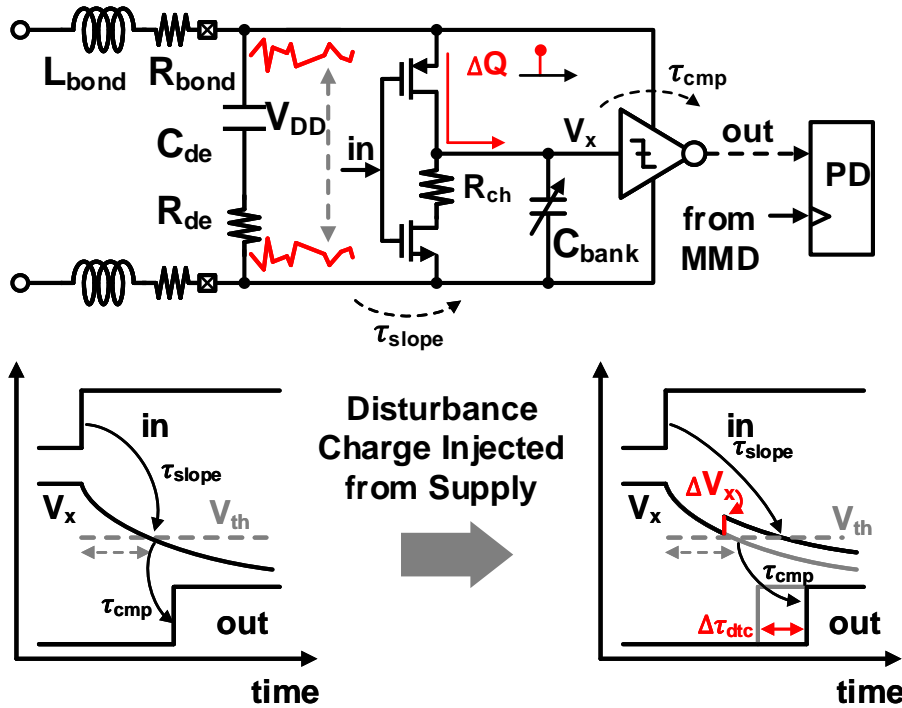 L_bond R_bond
C_de
V_DD
R_de
in
ΔQ
τ_cmp
V_x
out
R_ch
C_bank
PD
from
MMD
τ_slope
in
τ_slope
V_x
V_th
τ_cmp
out
time
Disturbance
Charge Injected
from Supply
in
τ_slope
ΔV_x
V_x
V_th
τ_cmp
Δτ_dtc
out
time